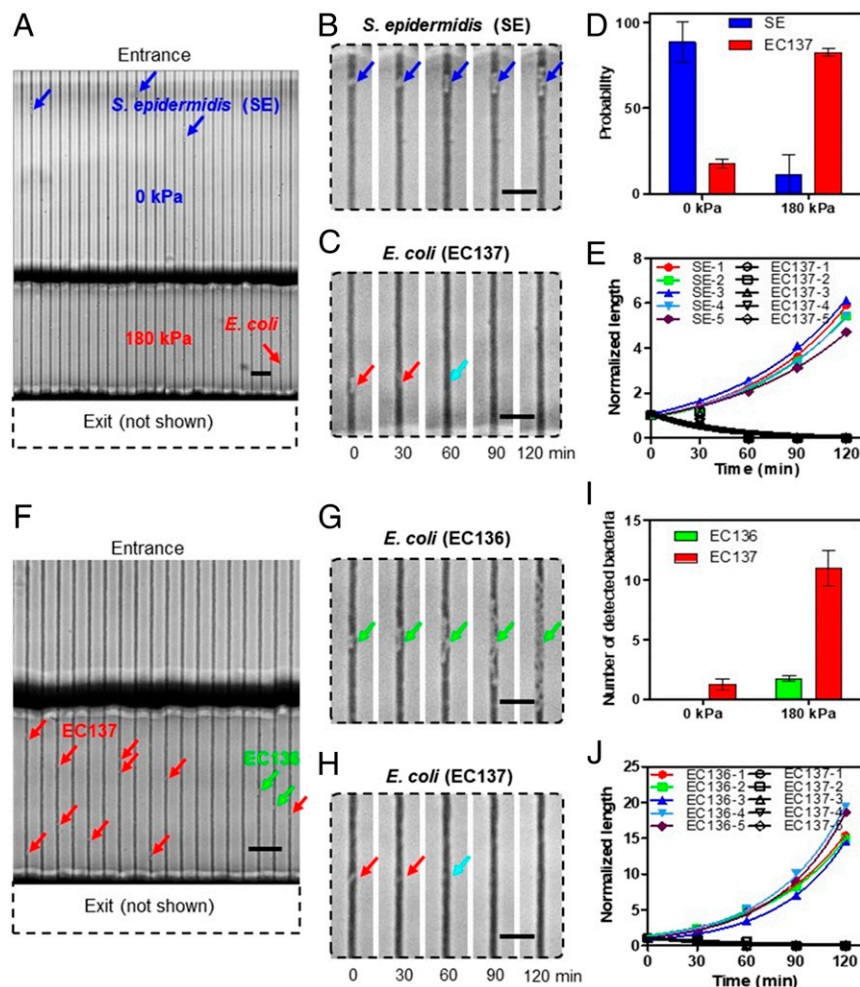 A
Entrance
S. epidermidis (SE)
0 kPa
180 kPa
E. coli
Exit (not shown)
B
S. epidermidis (SE)
C
E. coli (EC137)
0 30 60 90 120 min
D
SE
EC137
Probability
100
50
0
0 kPa 180 kPa
E
SE-1 EC137-1
SE-2 EC137-2
SE-3 EC137-3
SE-4 EC137-4
SE-5 EC137-5
Normalized length
8
6
4
2
0
0 30 60 90 120
Time (min)
F
Entrance
EC137
EC136
Exit (not shown)
G
E. coli (EC136)
H
E. coli (EC137)
0 30 60 90 120 min
I
EC136
EC137
Number of detected bacteria
15
10
5
0
0 kPa 180 kPa
J
EC136-1 EC137-1
EC136-2 EC137-2
EC136-3 EC137-3
EC136-4 EC137-4
EC136-5
Normalized length
25
20
15
10
5
0
0 30 60 90 120
Time (min)